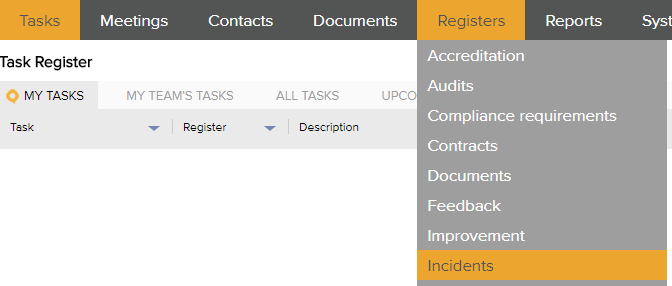 Tasks Meetings Contacts Documents Registers Reports Syst
Task Register
MY TASKS MY TEAM'S TASKS ALL TASKS UPCO
Task Register Description
Accreditation
Audits
Compliance requirements
Contracts
Documents
Feedback
Improvement
Incidents